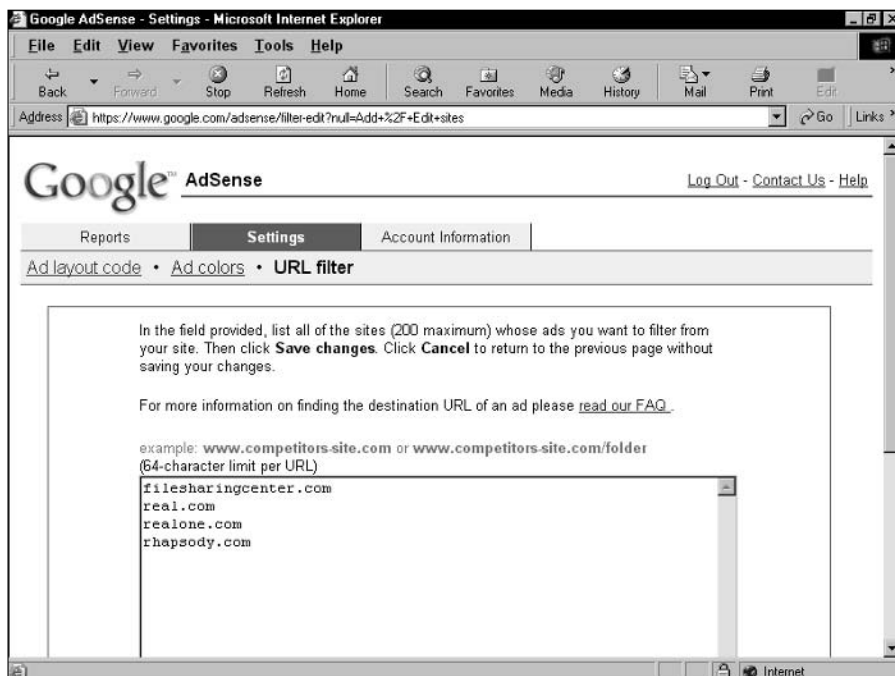 Google AdSense - Settings - Microsoft Internet Explorer
File Edit View Favorites Tools Help
Back Forward Stop Refresh Home Search Favorites Media History Mail Print Edit
Address https://www.google.com/adsense/filter-edit?null=Add+%2F+Edit+sites Go Links »
Google™ AdSense Log Out - Contact Us - Help
Reports Settings Account Information
Ad layout code • Ad colors • URL filter
In the field provided, list all of the sites (200 maximum) whose ads you want to filter from
your site. Then click Save changes. Click Cancel to return to the previous page without
saving your changes.
For more information on finding the destination URL of an ad please read our FAQ .
example: www.competitors-site.com or www.competitors-site.com/folder
(64-character limit per URL)
filesharingcenter.com
real.com
realone.com
rhapsody.com
Internet